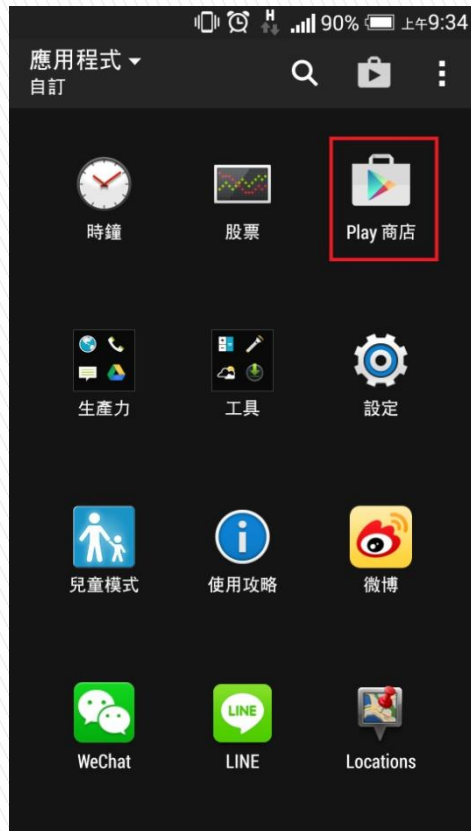 H 90% 上午9:34
應用程式
自訂
時鐘 股票 Play 商店
生產力 工具 設定
兒童模式 使用攻略 微博
LINE
WeChat LINE Locations